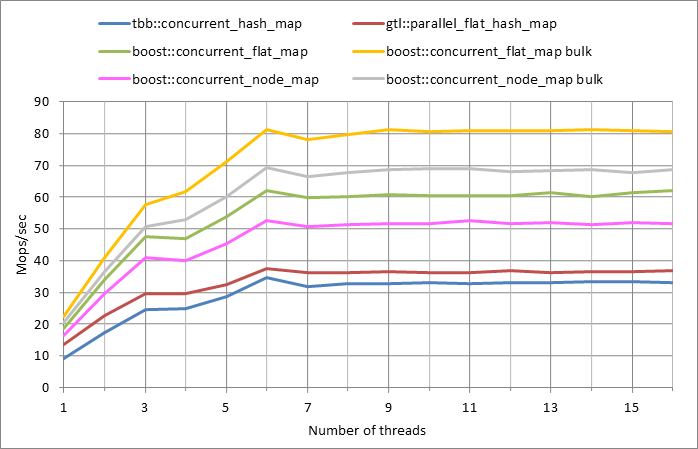 tbb::concurrent_hash_map gtl::parallel_flat_hash_map
boost::concurrent_flat_map boost::concurrent_flat_map bulk
boost::concurrent_node_map boost::concurrent_node_map bulk
90
80
70
60
50
40
30
20
10
0
Mops/sec
1 3 5 7 9 11 13 15
Number of threads